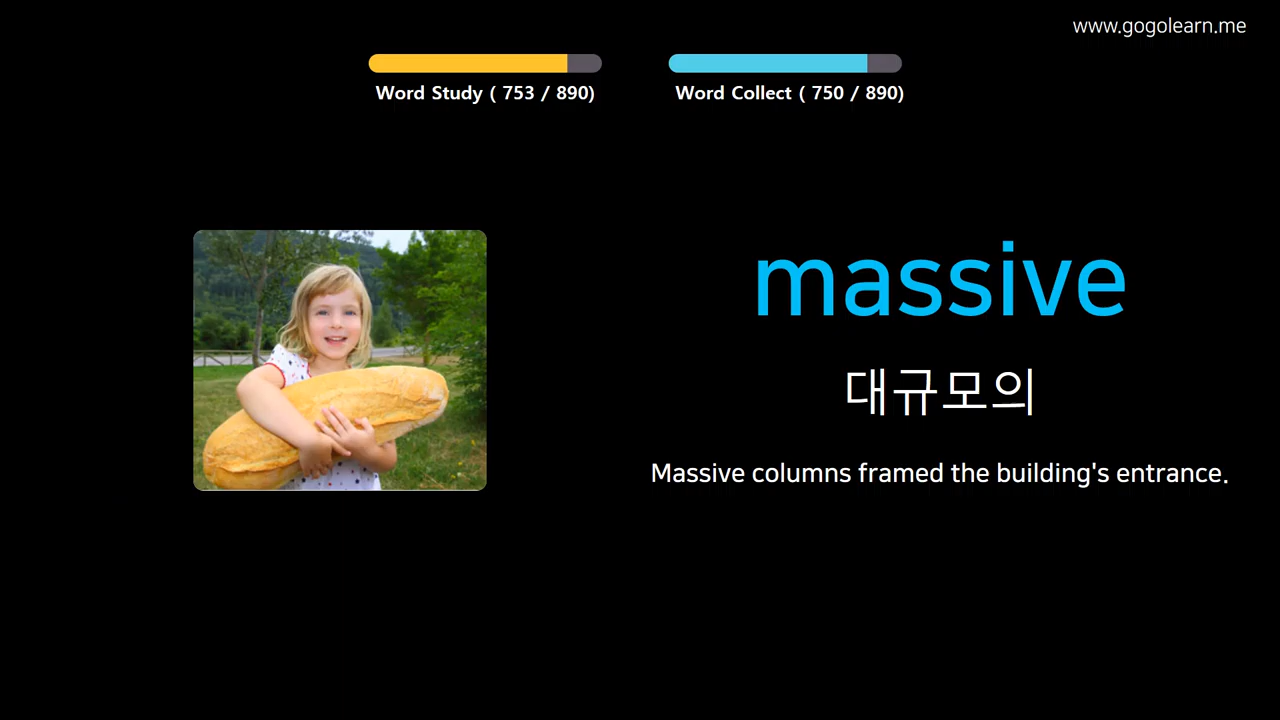 www.gogolearn.me
Word Study ( 753 / 890)
Word Collect ( 750 / 890)
massive
대규모의
Massive columns framed the building's entrance.